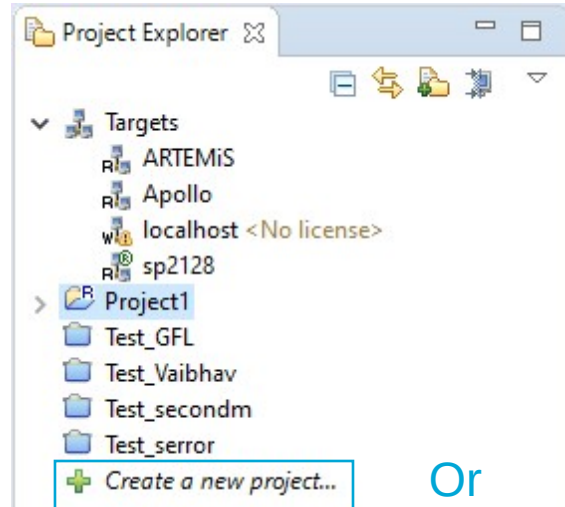 Project Explorer
Targets
ARTEMiS
Apollo
localhost <No license>
sp2128
Project1
Test_GFL
Test_Vaibhav
Test_secondm
Test_serror
Create a new project...
Or